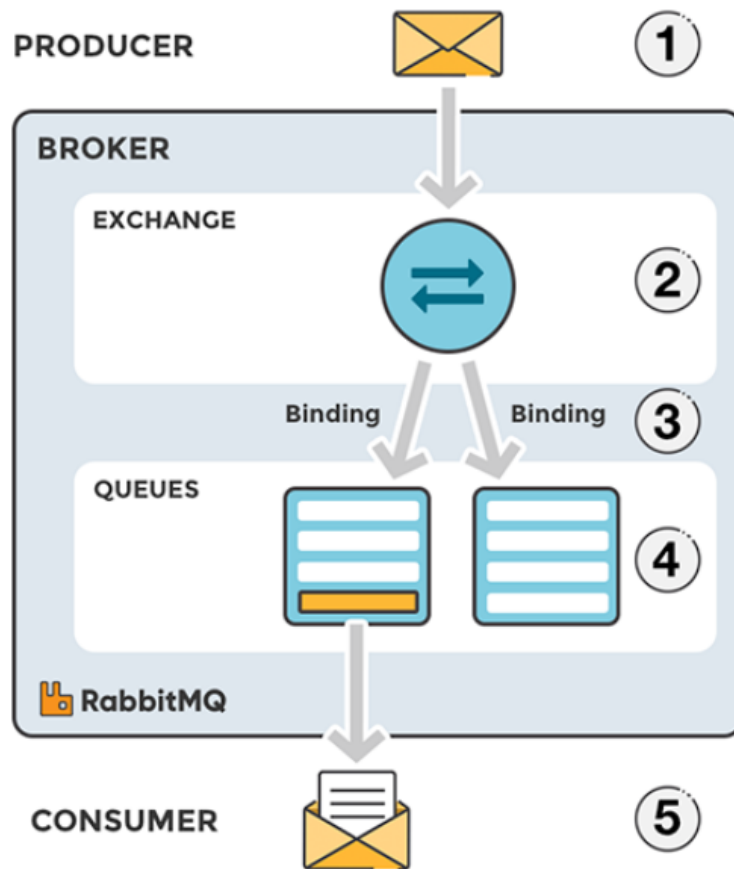 PRODUCER 1
BROKER
EXCHANGE
2
Binding Binding 3
QUEUES
4
RabbitMQ
CONSUMER 5